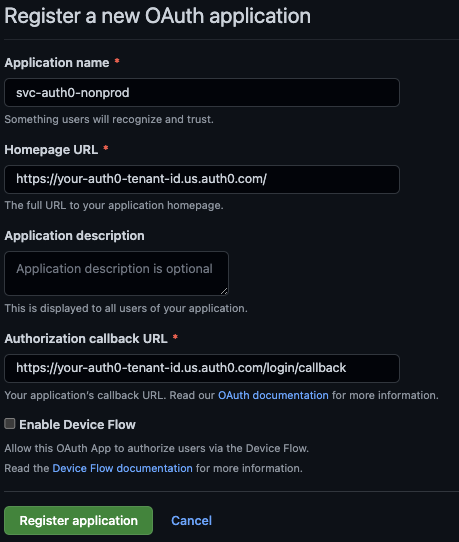 Register a new OAuth application
Application name *
svc-auth0-nonprod
Something users will recognize and trust.
Homepage URL *
https://your-auth0-tenant-id.us.auth0.com/
The full URL to your application homepage.
Application description
Application description is optional
This is displayed to all users of your application.
Authorization callback URL *
https://your-auth0-tenant-id.us.auth0.com/login/callback
Your application's callback URL. Read our OAuth documentation for more information.
Enable Device Flow
Allow this OAuth App to authorize users via the Device Flow.
Read the Device Flow documentation for more information.
Register application Cancel